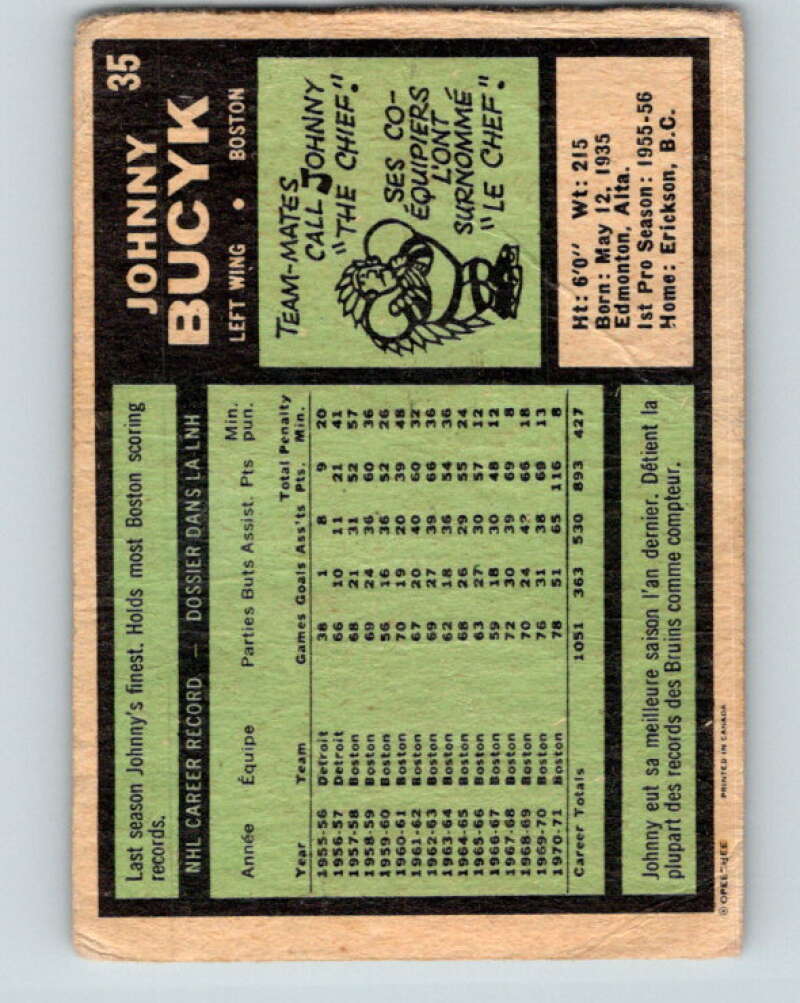 35
JOHNNY
BUCYK
LEFT WING • BOSTON
TEAM-MATES
CALL JOHNNY
"THE CHIEF."
SES CO-
ÉQUIPIERS
L'ONT
SURNOMMÉ
"LE CHEF".
Ht: 6'0" Wt: 215
Born: May 12, 1935
Edmonton, Alta.
1st Pro Season: 1955-56
Home: Erickson, B.C.
Last season Johnny's finest. Holds most Boston scoring
records.
NHL CAREER RECORD — DOSSIER DANS LA LNH
Min.
Année Équipe Parties Buts Assist. Pts pun.
Total Penalty
Year Team Games Goals Ass'ts Pts. Min.
1955-56 Detroit 38 1 8 9 20
1956-57 Detroit 66 10 11 21 41
1957-58 Boston 68 21 31 52 57
1958-59 Boston 69 24 36 60 36
1959-60 Boston 56 16 36 52 26
1960-61 Boston 70 19 20 39 48
1961-62 Boston 67 20 40 60 32
1962-63 Boston 69 27 39 66 36
1963-64 Boston 62 18 36 54 36
1964-65 Boston 68 26 29 55 24
1965-66 Boston 63 27 30 57 12
1966-67 Boston 59 18 30 48 12
1967-68 Boston 72 30 39 69 8
1968-69 Boston 70 24 42 66 18
1969-70 Boston 76 31 38 69 13
1970-71 Boston 78 51 65 116 8
Career Totals 1051 363 530 893 427
Johnny eut sa meilleure saison l'an dernier. Détient la
plupart des records des Bruins comme compteur.
© OPEE-CHEE PRINTED IN CANADA